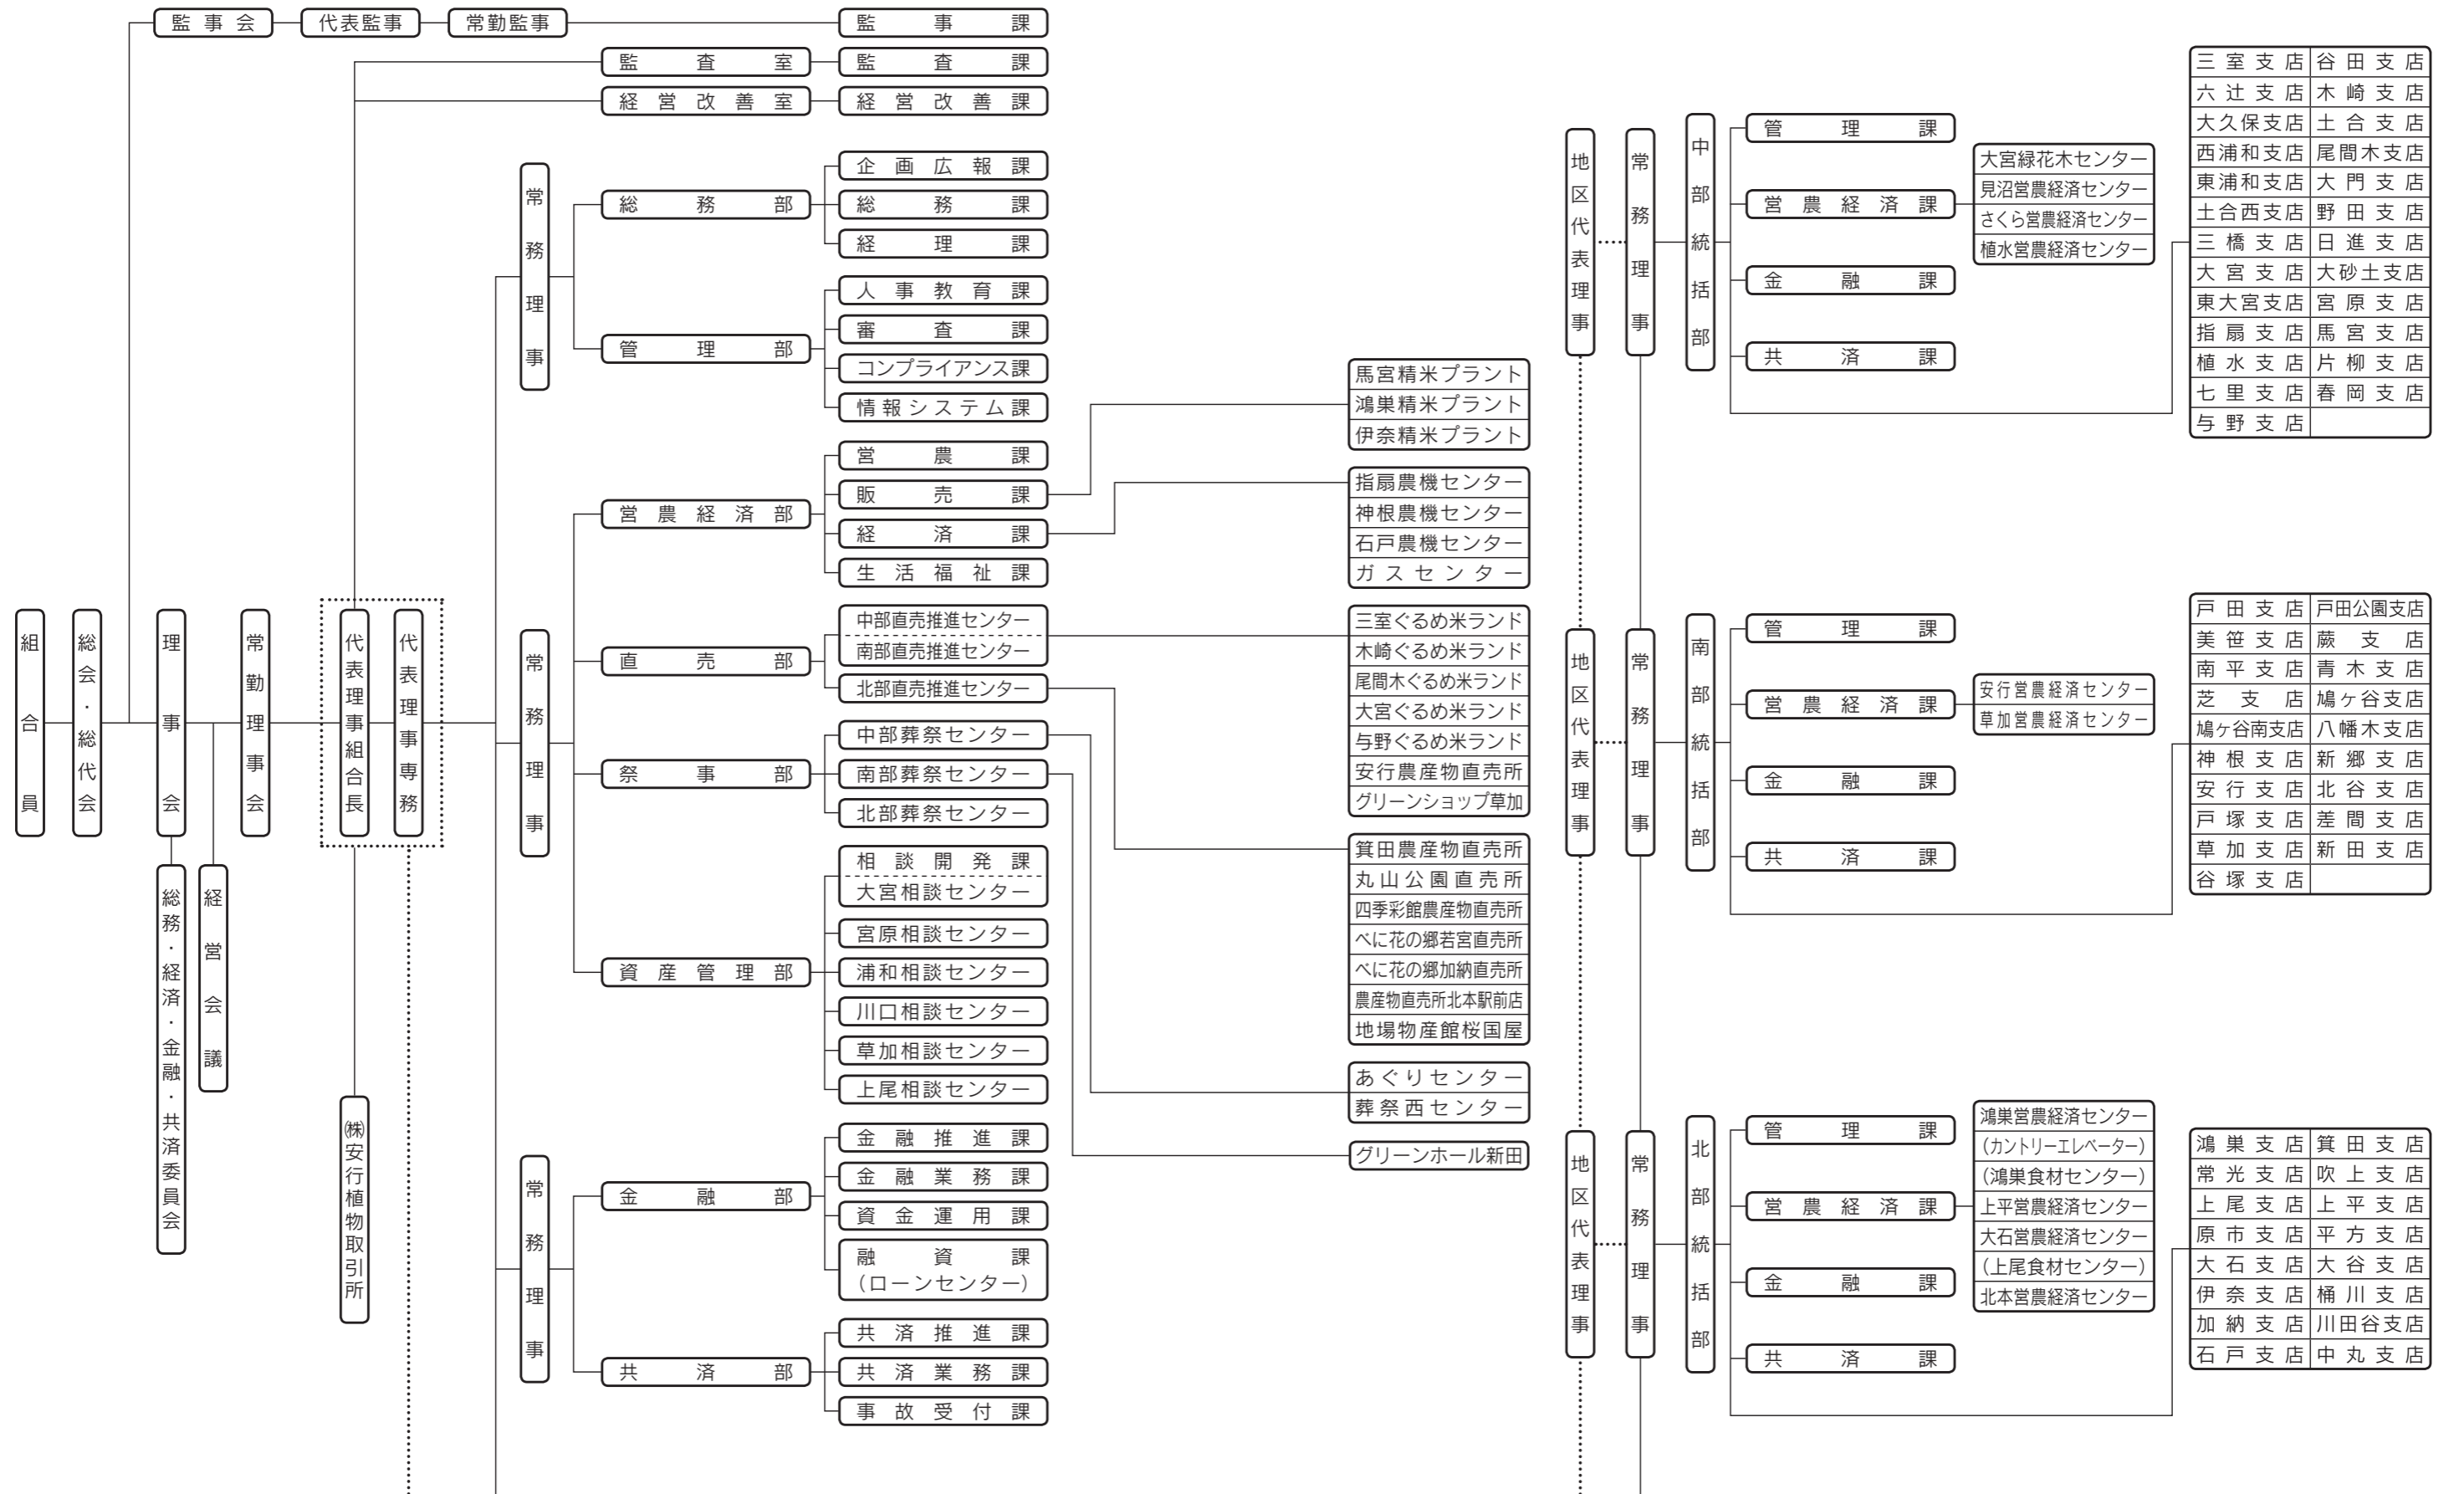 監事会
代表監事
常勤監事
監事課
監査室
監査課
経営改善室
経営改善課
組合員
総会・総代会
理事会
総務・経済・金融・共済委員会
経営会議
常勤理事会
代表理事組合長
代表理事専務
㈱安行植物取引所
常務理事
総務部
企画広報課
総務課
経理課
管理部
人事教育課
審査課
コンプライアンス課
情報システム課
常務理事
営農経済部
営農課
販売課
経済課
生活福祉課
直売部
中部直売推進センター
南部直売推進センター
北部直売推進センター
祭事部
中部葬祭センター
南部葬祭センター
北部葬祭センター
資産管理部
相談開発課
大宮相談センター
宮原相談センター
浦和相談センター
川口相談センター
草加相談センター
上尾相談センター
常務理事
金融部
金融推進課
金融業務課
資金運用課
融資課
（ローンセンター）
共済部
共済推進課
共済業務課
事故受付課
馬宮精米プラント
鴻巣精米プラント
伊奈精米プラント
指扇農機センター
神根農機センター
石戸農機センター
ガスセンター
三室ぐるめ米ランド
木崎ぐるめ米ランド
尾間木ぐるめ米ランド
大宮ぐるめ米ランド
与野ぐるめ米ランド
安行農産物直売所
グリーンショップ草加
箕田農産物直売所
丸山公園直売所
四季彩館農産物直売所
べに花の郷若宮直売所
べに花の郷加納直売所
農産物直売所北本駅前店
地場物産館桜国屋
あぐりセンター
葬祭西センター
グリーンホール新田
地区代表理事
常務理事
中部統括部
管理課
営農経済課
金融課
共済課
大宮緑花木センター
見沼営農経済センター
さくら営農経済センター
植水営農経済センター
三室支店 谷田支店
六辻支店 木崎支店
大久保支店 土合支店
西浦和支店 尾間木支店
東浦和支店 大門支店
土合西支店 野田支店
三橋支店 日進支店
大宮支店 大砂土支店
東大宮支店 宮原支店
指扇支店 馬宮支店
植水支店 片柳支店
七里支店 春岡支店
与野支店
地区代表理事
常務理事
南部統括部
管理課
営農経済課
金融課
共済課
安行営農経済センター
草加営農経済センター
戸田支店 戸田公園支店
美笹支店 蕨支店
南平支店 青木支店
芝支店 鳩ヶ谷支店
鳩ヶ谷南支店 八幡木支店
神根支店 新郷支店
安行支店 北谷支店
戸塚支店 差間支店
草加支店 新田支店
谷塚支店
地区代表理事
常務理事
北部統括部
管理課
営農経済課
金融課
共済課
鴻巣営農経済センター
（カントリーエレベーター）
（鴻巣食材センター）
上平営農経済センター
大石営農経済センター
（上尾食材センター）
北本営農経済センター
鴻巣支店 箕田支店
常光支店 吹上支店
上尾支店 上平支店
原市支店 平方支店
大石支店 大谷支店
伊奈支店 桶川支店
加納支店 川田谷支店
石戸支店 中丸支店